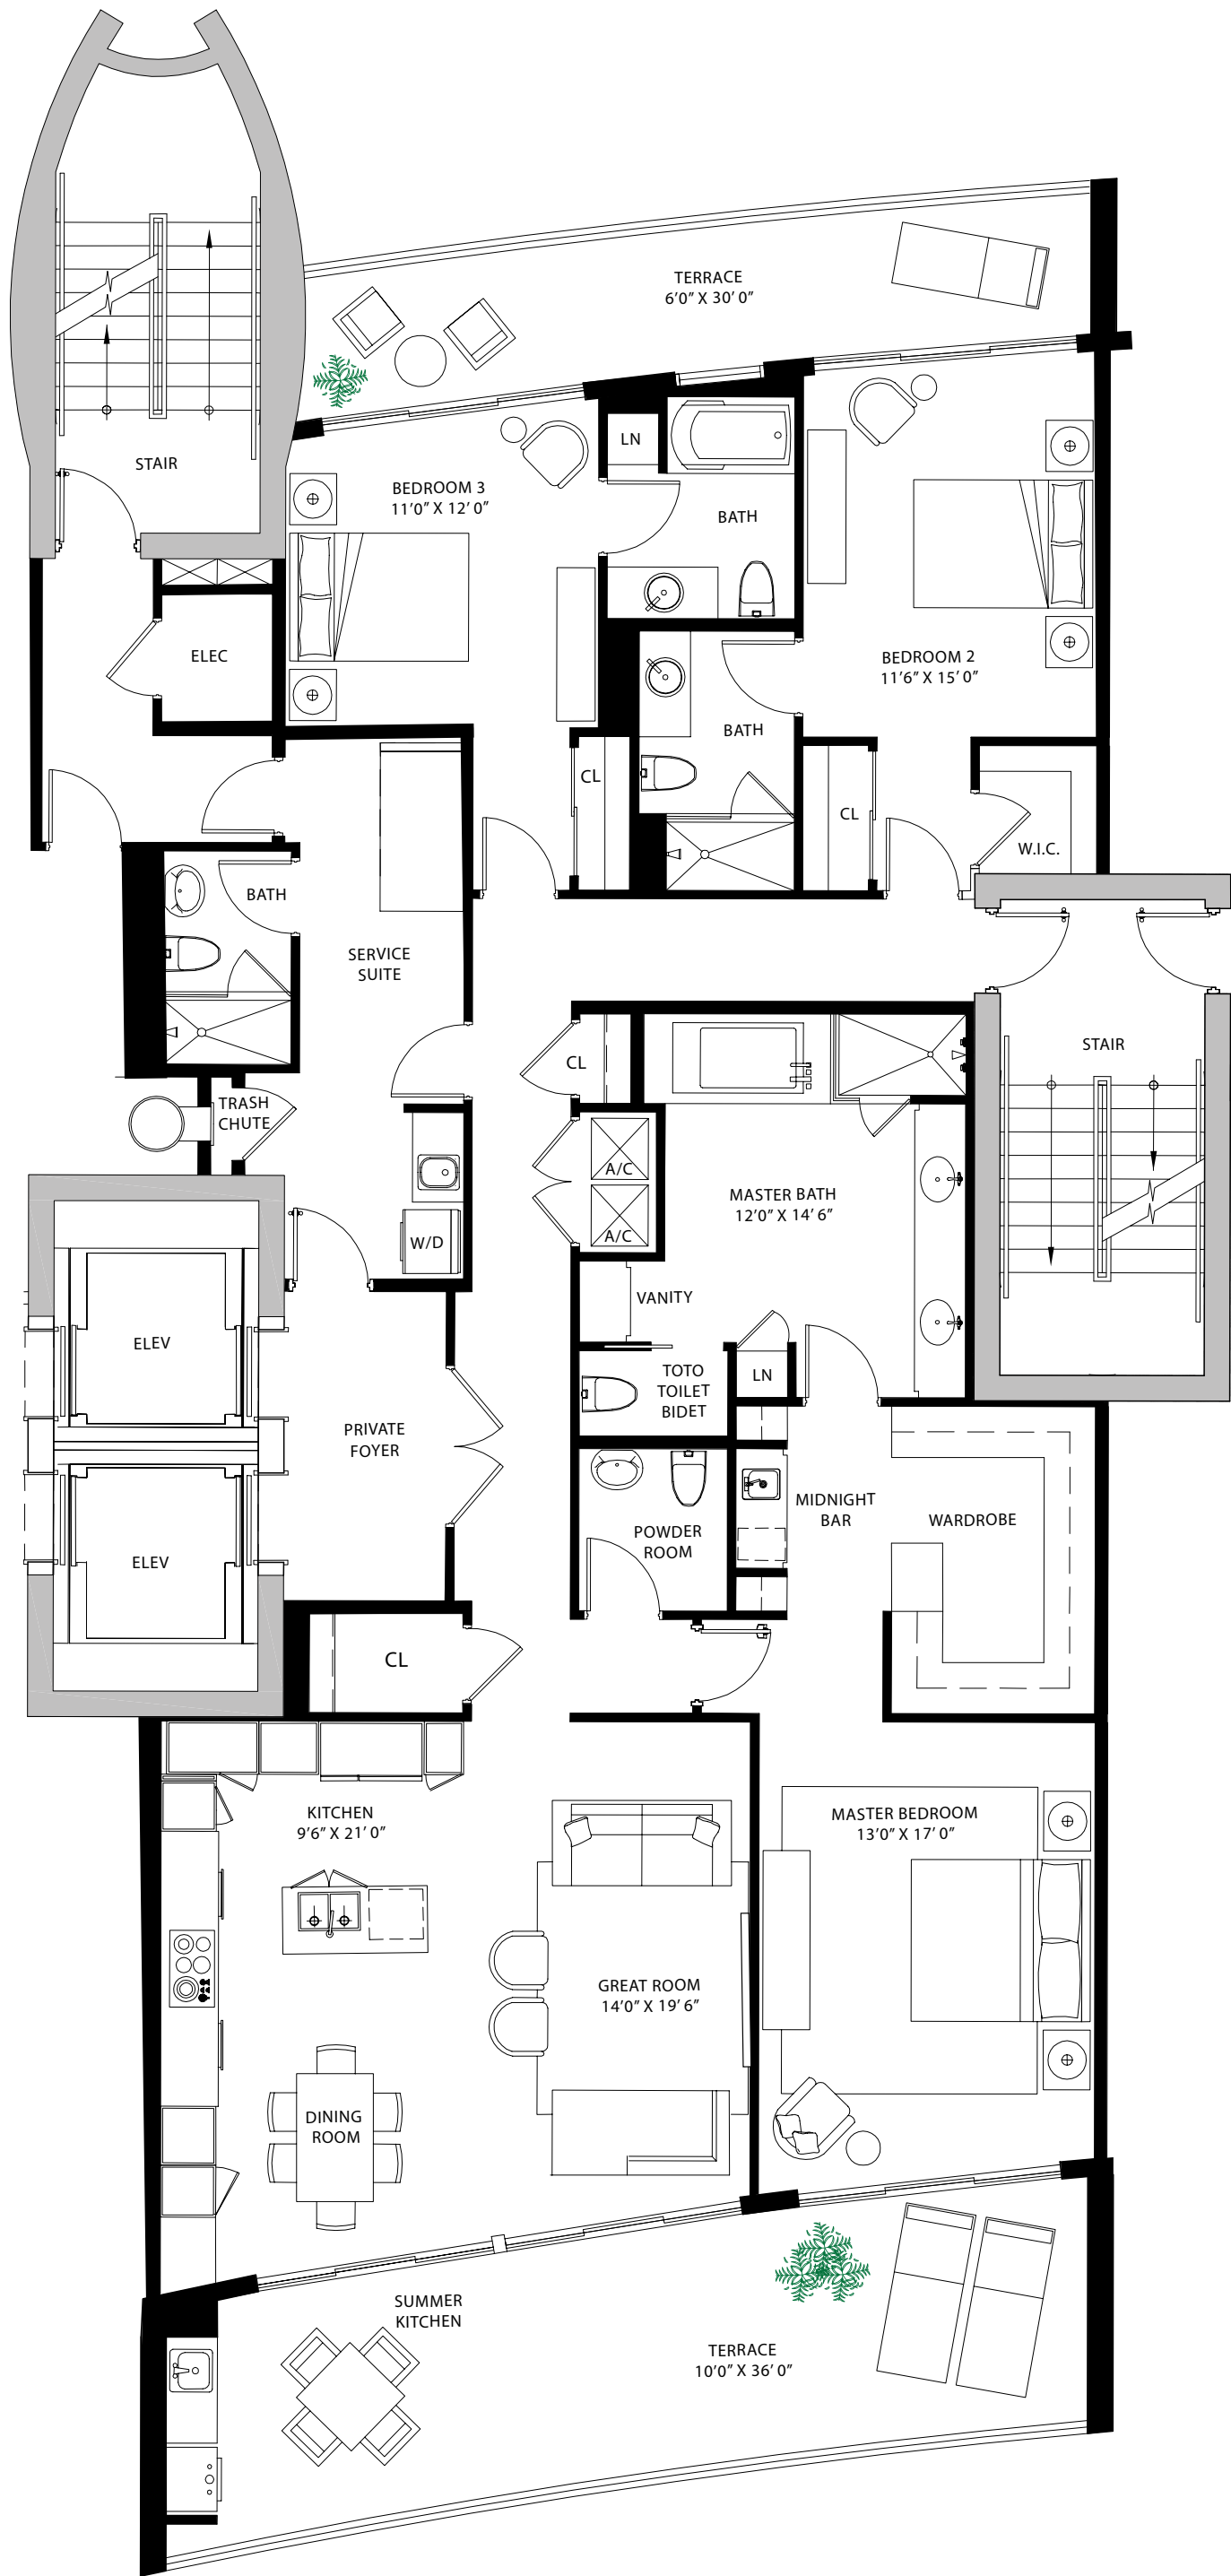 TERRACE
6'0" X 30' 0"
STAIR
LN
BEDROOM 3
11'0" X 12' 0"
BATH
ELEC
BEDROOM 2
11'6" X 15' 0"
BATH
CL
CL
W.I.C.
BATH
SERVICE
SUITE
STAIR
CL
TRASH
CHUTE
A/C
MASTER BATH
12'0" X 14' 6"
A/C
W/D
VANITY
ELEV
TOTO
TOILET
BIDET
LN
PRIVATE
FOYER
MIDNIGHT
BAR
WARDROBE
POWDER
ROOM
ELEV
CL
KITCHEN
9'6" X 21' 0"
MASTER BEDROOM
13'0" X 17' 0"
GREAT ROOM
14'0" X 19' 6"
DINING
ROOM
SUMMER
KITCHEN
TERRACE
10'0" X 36' 0"